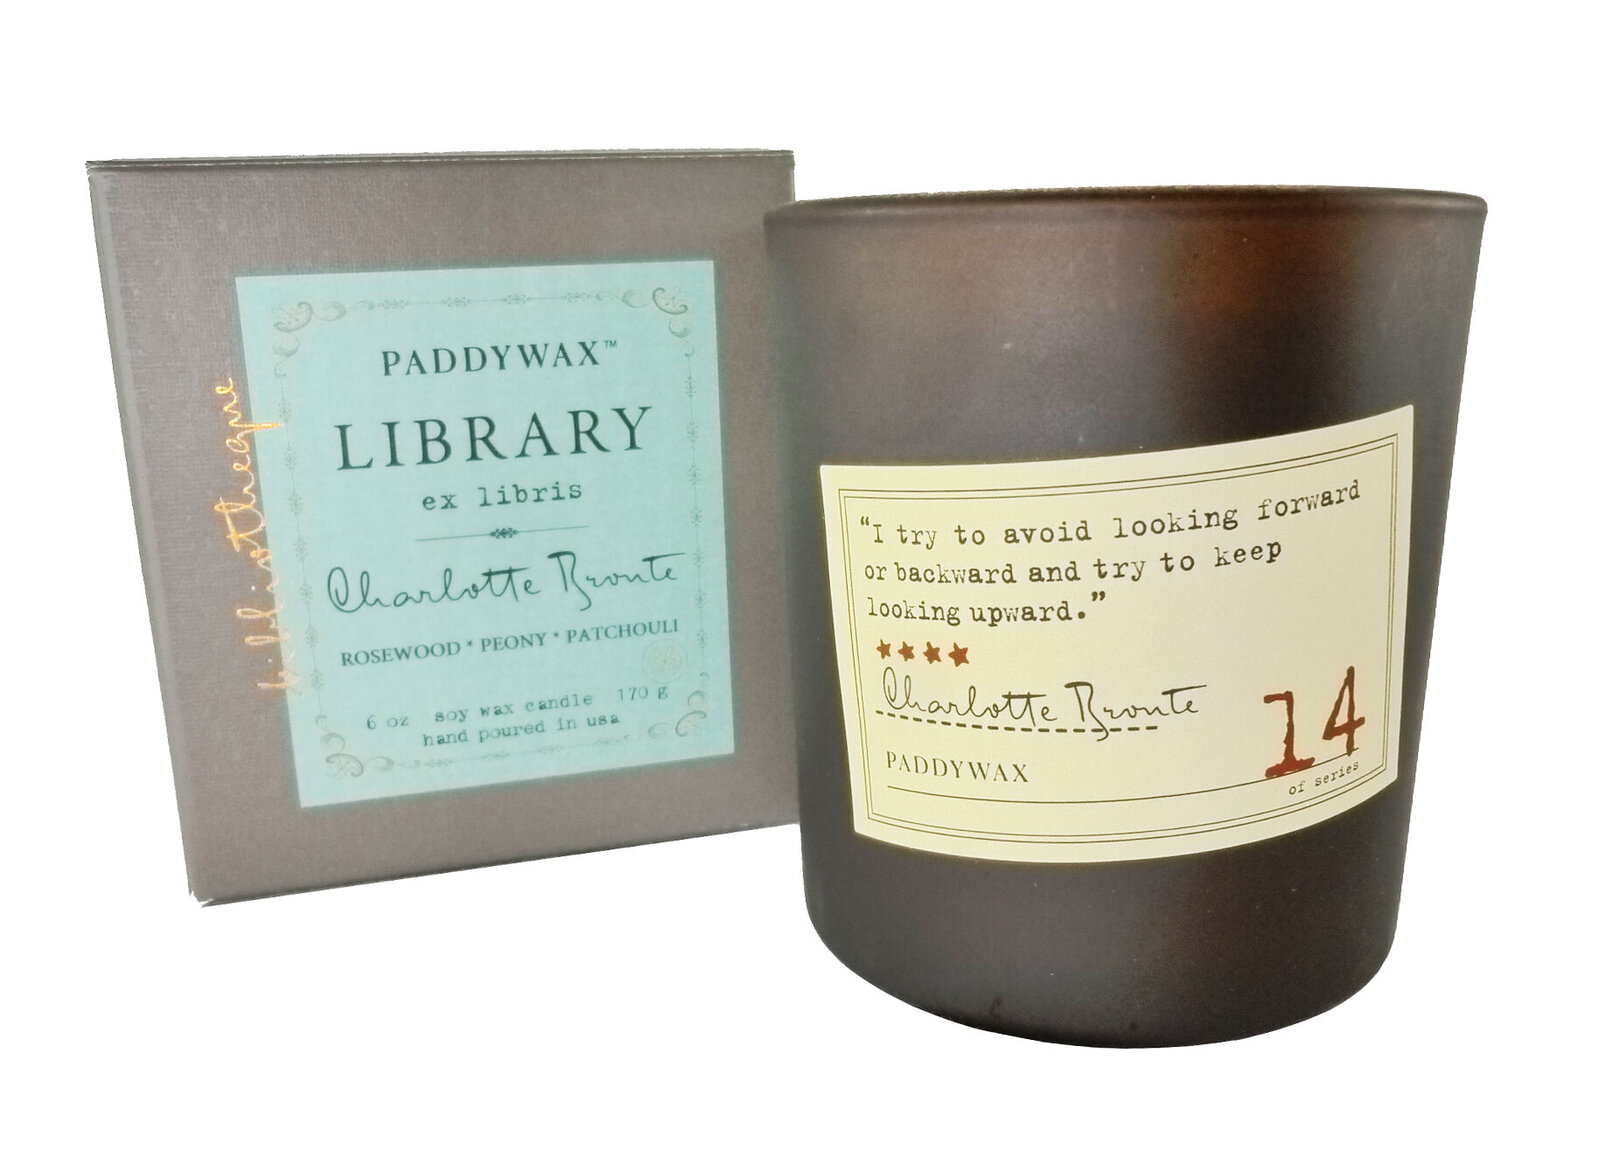 PADDYWAX™
LIBRARY
ex libris
Charlotte Bronte
ROSEWOOD * PEONY * PATCHOULI
6 oz soy wax candle 170 g
hand poured in usa
bibliotheque
“I try to avoid looking forward
or backward and try to keep
looking upward.”
★★★★
Charlotte Bronte
PADDYWAX
14
of series